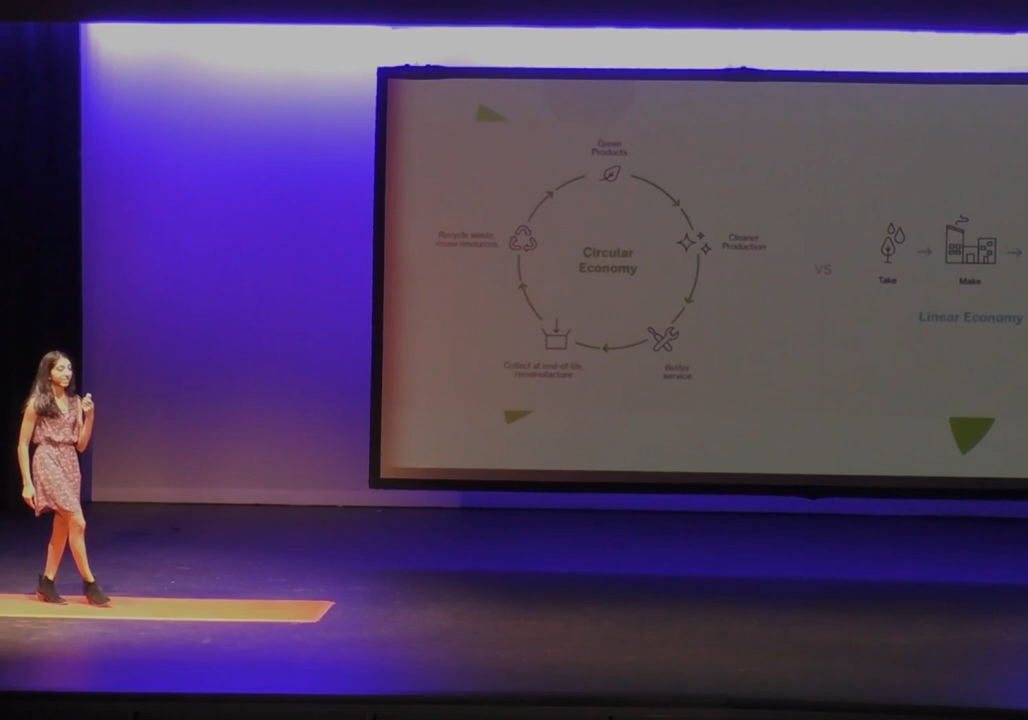 Green
Products
Recycle waste,
reuse resources
Circular
Economy
Cleaner
Production
Collect at end-of-life,
remanufacture
Better
service
VS
Take
Make
Linear Economy